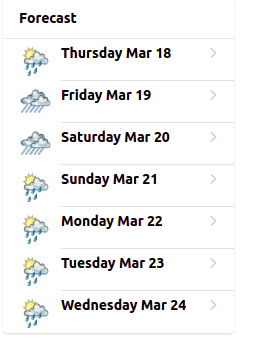 Forecast
Thursday Mar 18
Friday Mar 19
Saturday Mar 20
Sunday Mar 21
Monday Mar 22
Tuesday Mar 23
Wednesday Mar 24